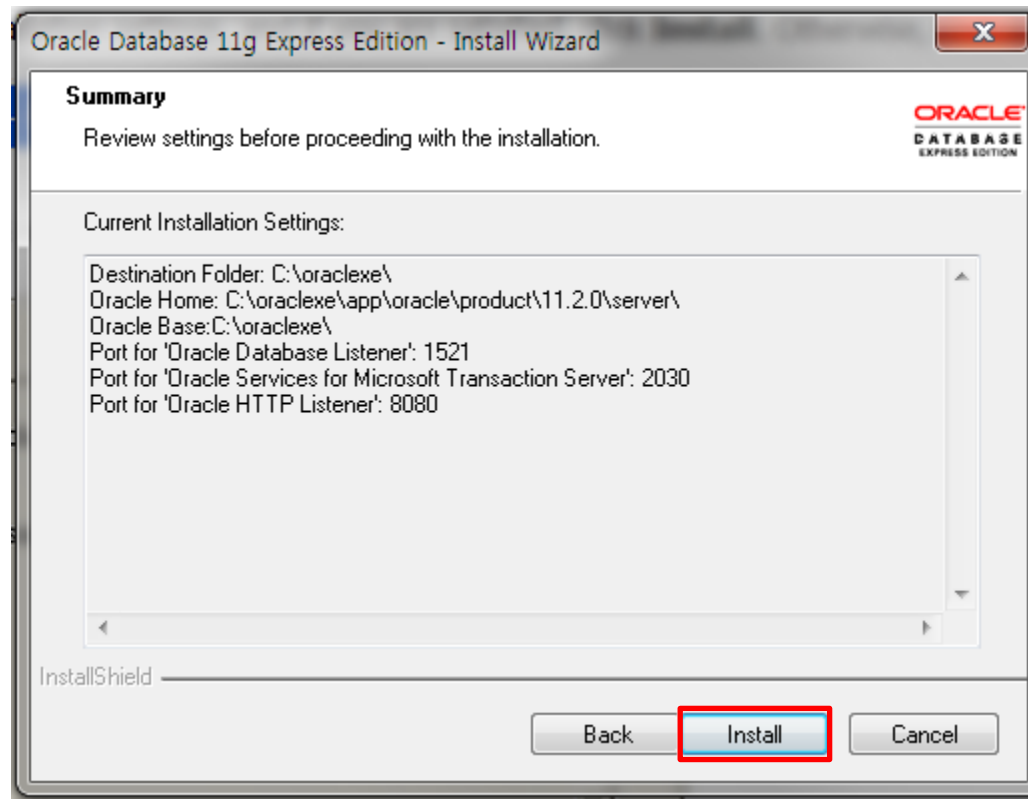 Oracle Database 11g Express Edition - Install Wizard
Summary
Review settings before proceeding with the installation.
ORACLE
DATABASE
EXPRESS EDITION
Current Installation Settings:
Destination Folder: C:\oraclexe\
Oracle Home: C:\oraclexe\app\oracle\product\11.2.0\server\
Oracle Base:C:\oraclexe\
Port for 'Oracle Database Listener': 1521
Port for 'Oracle Services for Microsoft Transaction Server': 2030
Port for 'Oracle HTTP Listener': 8080
InstallShield
Back Install Cancel